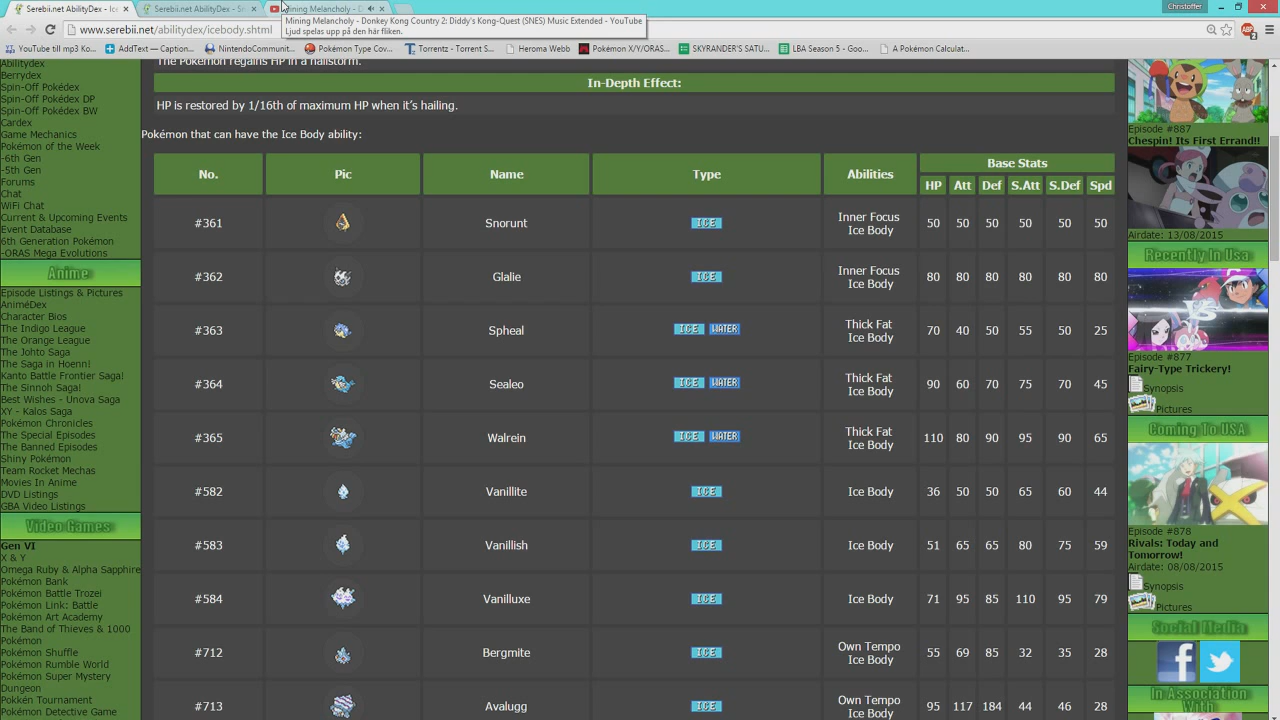 Serebii.net AbilityDex - Ic
Serebii.net AbilityDex - S
Mining Melancholy - D
Christoffer
Mining Melancholy - Donkey Kong Country 2: Diddy's Kong-Quest (SNES) Music Extended - YouTube
Ljud spelas upp på den här fliken.
www.serebii.net/abilitydex/icebody.shtml
YouTube till mp3 Ko...
AddText – Caption...
NintendoCommuni...
Pokémon Type Cov...
Torrentz - Torrent S...
Heroma Webb
Pokémon X/Y/ORAS...
SKYRANDER'S SATU...
LBA Season 5 - Goo...
A Pokémon Calculat...
Abilitydex
Berrydex
Spin-Off Pokédex
Spin-Off Pokédex DP
Spin-Off Pokédex BW
Cardex
Game Mechanics
Pokémon of the Week
-6th Gen
-5th Gen
Forums
Chat
WiFi Chat
Current & Upcoming Events
Event Database
6th Generation Pokémon
-ORAS Mega Evolutions
Anime
Episode Listings & Pictures
AniméDex
Character Bios
The Indigo League
The Orange League
The Johto Saga
The Saga in Hoenn!
Kanto Battle Frontier Saga!
The Sinnoh Saga!
Best Wishes - Unova Saga
XY - Kalos Saga
Pokémon Chronicles
The Special Episodes
The Banned Episodes
Shiny Pokémon
Team Rocket Mechas
Movies In Anime
DVD Listings
GBA Video Listings
Video Games
Gen VI
X & Y
Omega Ruby & Alpha Sapphire
Pokémon Bank
Pokémon Battle Trozei
Pokémon Link: Battle
Pokémon Art Academy
The Band of Thieves & 1000
Pokémon
Pokémon Shuffle
Pokémon Rumble World
Pokémon Super Mystery
Dungeon
Pokkén Tournament
Pokémon Detective Game
The Pokémon regains HP in a hailstorm.
In-Depth Effect:
HP is restored by 1/16th of maximum HP when it's hailing.
Pokémon that can have the Ice Body ability:
No. Pic Name Type Abilities Base Stats
HP Att Def S.Att S.Def Spd
#361 Snorunt ICE Inner Focus Ice Body 50 50 50 50 50 50
#362 Glalie ICE Inner Focus Ice Body 80 80 80 80 80 80
#363 Spheal ICE WATER Thick Fat Ice Body 70 40 50 55 50 25
#364 Sealeo ICE WATER Thick Fat Ice Body 90 60 70 75 70 45
#365 Walrein ICE WATER Thick Fat Ice Body 110 80 90 95 90 65
#582 Vanillite ICE Ice Body 36 50 50 65 60 44
#583 Vanillish ICE Ice Body 51 65 65 80 75 59
#584 Vanilluxe ICE Ice Body 71 95 85 110 95 79
#712 Bergmite ICE Own Tempo Ice Body 55 69 85 32 35 28
#713 Avalugg ICE Own Tempo Ice Body 95 117 184 44 46 28
Episode #887
Chespin! Its First Errand!!
Airdate: 13/08/2015
Recently In Usa
Episode #877
Fairy-Type Trickery!
Synopsis
Pictures
Coming To USA
Episode #878
Rivals: Today and
Tomorrow!
Airdate: 08/08/2015
Synopsis
Pictures
Social Media
In Association
With